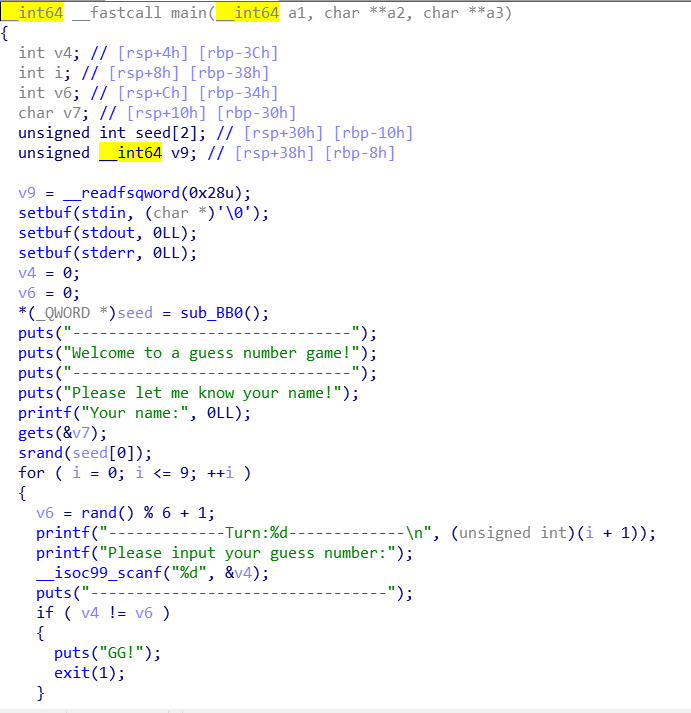 __int64 __fastcall main(__int64 a1, char **a2, char **a3)
{
  int v4; // [rsp+4h] [rbp-3Ch]
  int i; // [rsp+8h] [rbp-38h]
  int v6; // [rsp+Ch] [rbp-34h]
  char v7; // [rsp+10h] [rbp-30h]
  unsigned int seed[2]; // [rsp+30h] [rbp-10h]
  unsigned __int64 v9; // [rsp+38h] [rbp-8h]

  v9 = __readfsqword(0x28u);
  setbuf(stdin, (char *)'\0');
  setbuf(stdout, 0LL);
  setbuf(stderr, 0LL);
  v4 = 0;
  v6 = 0;
  *(_QWORD *)seed = sub_BB0();
  puts("-------------------------------");
  puts("Welcome to a guess number game!");
  puts("-------------------------------");
  puts("Please let me know your name!");
  printf("Your name:", 0LL);
  gets(&v7);
  srand(seed[0]);
  for ( i = 0; i <= 9; ++i )
  {
    v6 = rand() % 6 + 1;
    printf("-------------Turn:%d-------------\n", (unsigned int)(i + 1));
    printf("Please input your guess number:");
    __isoc99_scanf("%d", &v4);
    puts("---------------------------------");
    if ( v4 != v6 )
    {
      puts("GG!");
      exit(1);
    }